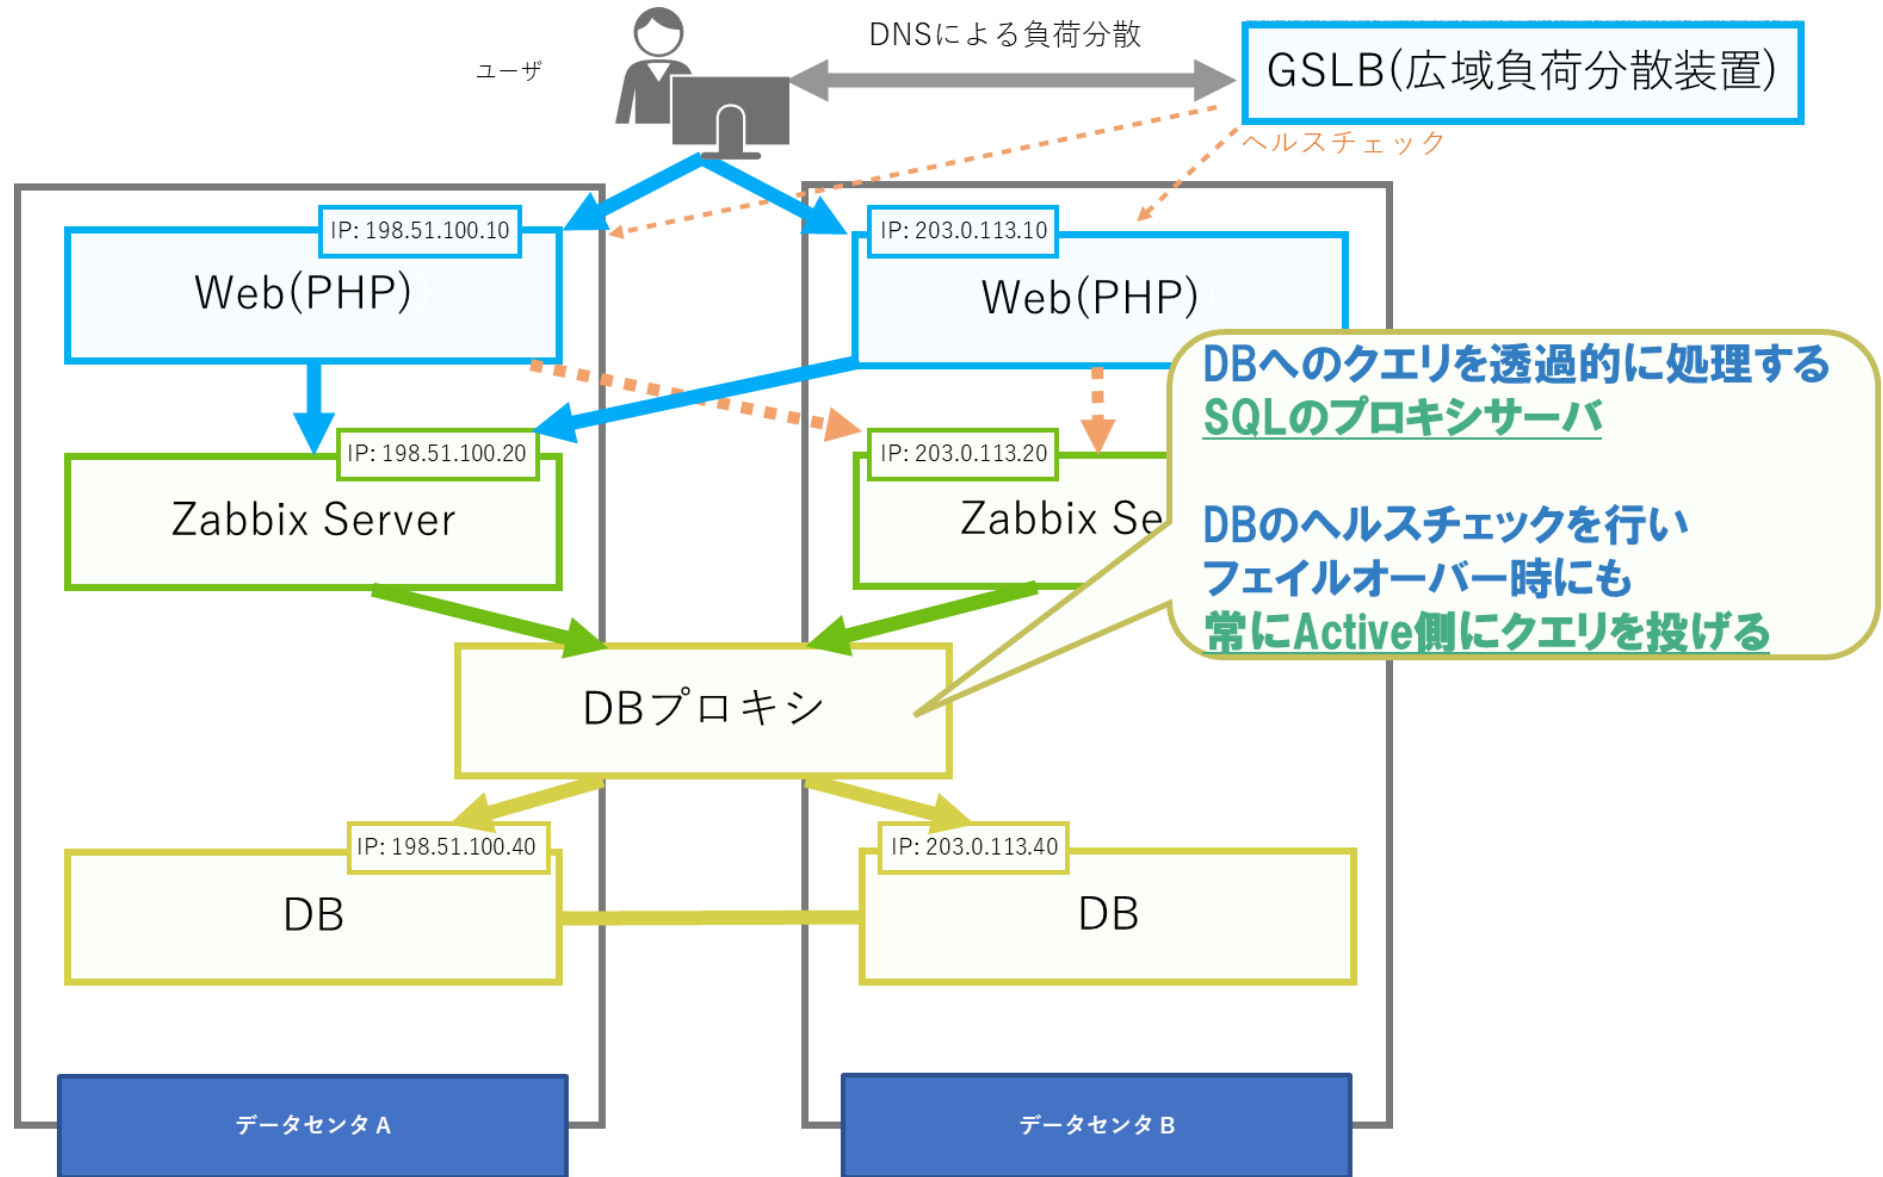 DNSによる負荷分散
ユーザ
GSLB(広域負荷分散装置)
ヘルスチェック
IP: 198.51.100.10
Web(PHP)
IP: 203.0.113.10
Web(PHP)
DBへのクエリを透過的に処理する
SQLのプロキシサーバ
DBのヘルスチェックを行い
フェイルオーバー時にも
常にActive側にクエリを投げる
IP: 198.51.100.20
Zabbix Server
IP: 203.0.113.20
Zabbix Se
DBプロキシ
IP: 198.51.100.40
DB
IP: 203.0.113.40
DB
データセンタ A
データセンタ B